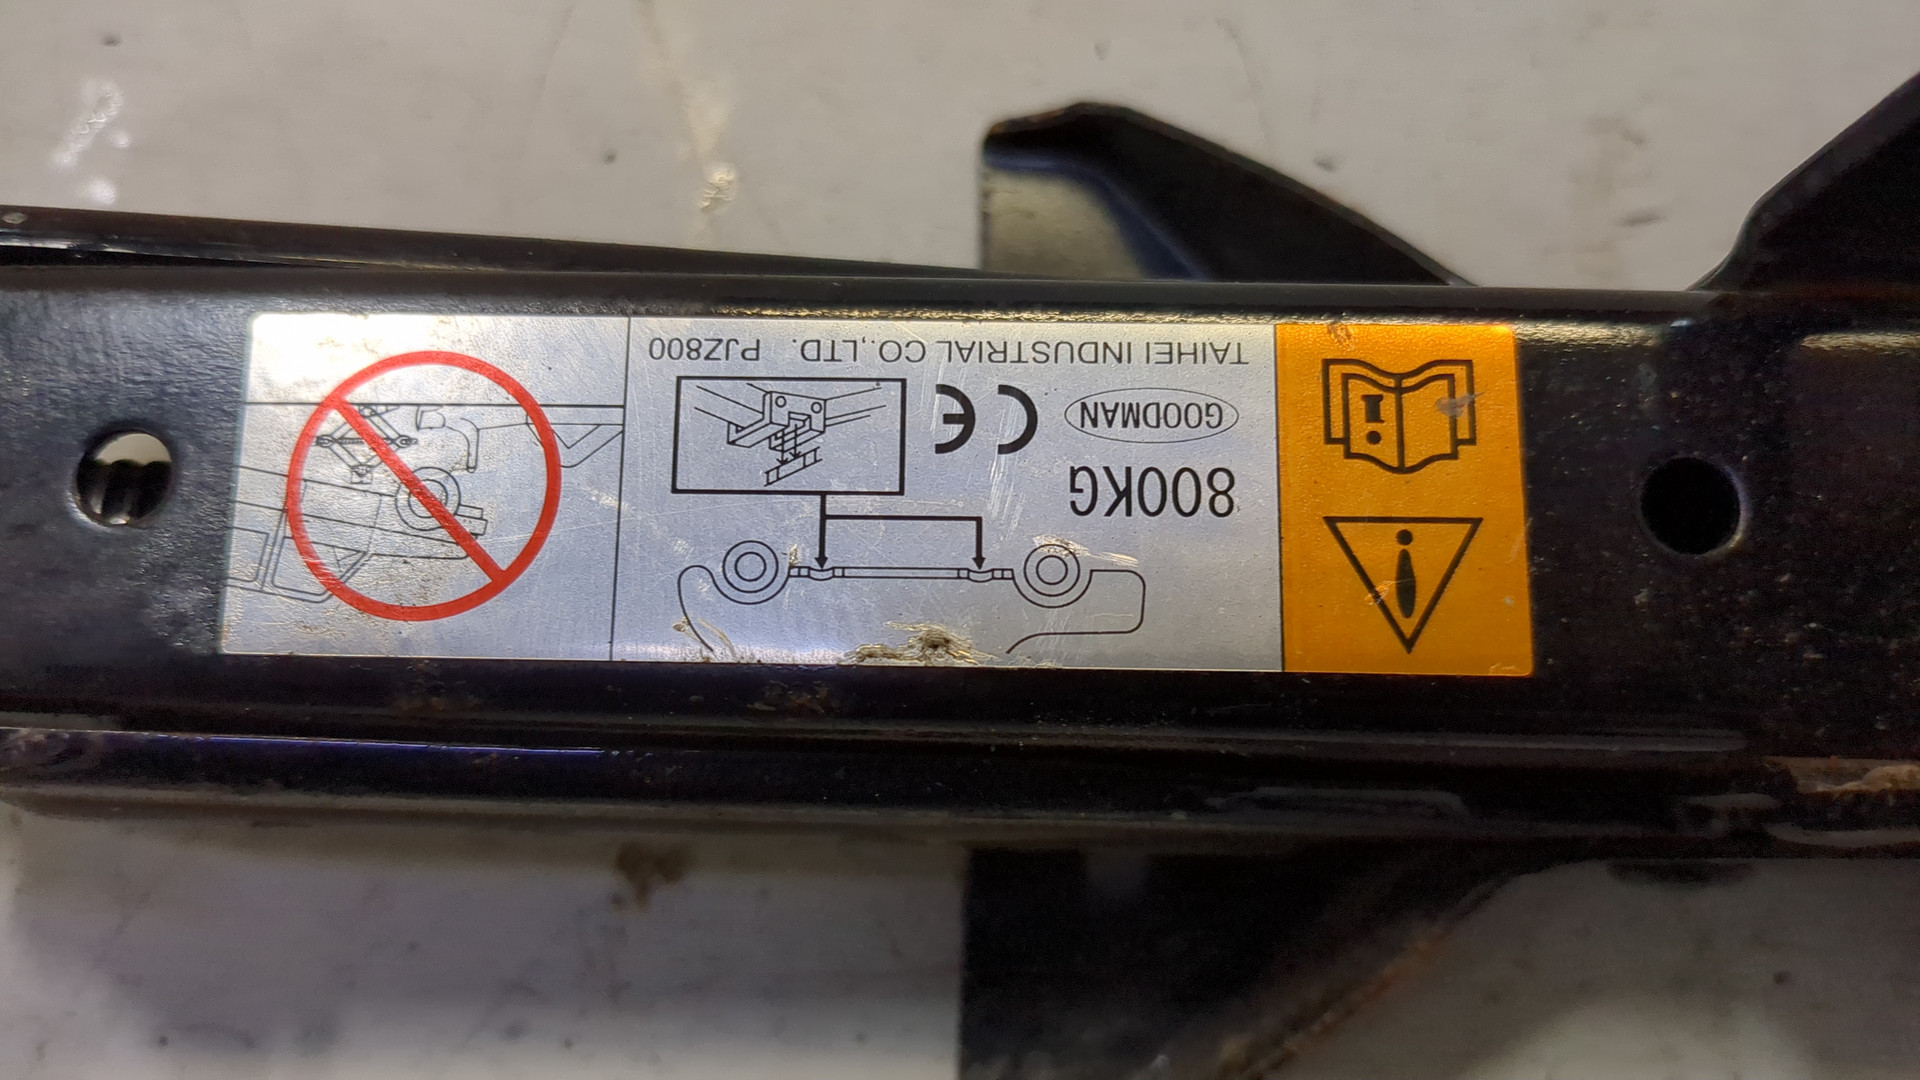 800KG
GOODMAN CE
TAIHEI INDUSTRIAL CO.,LTD. PJZ800